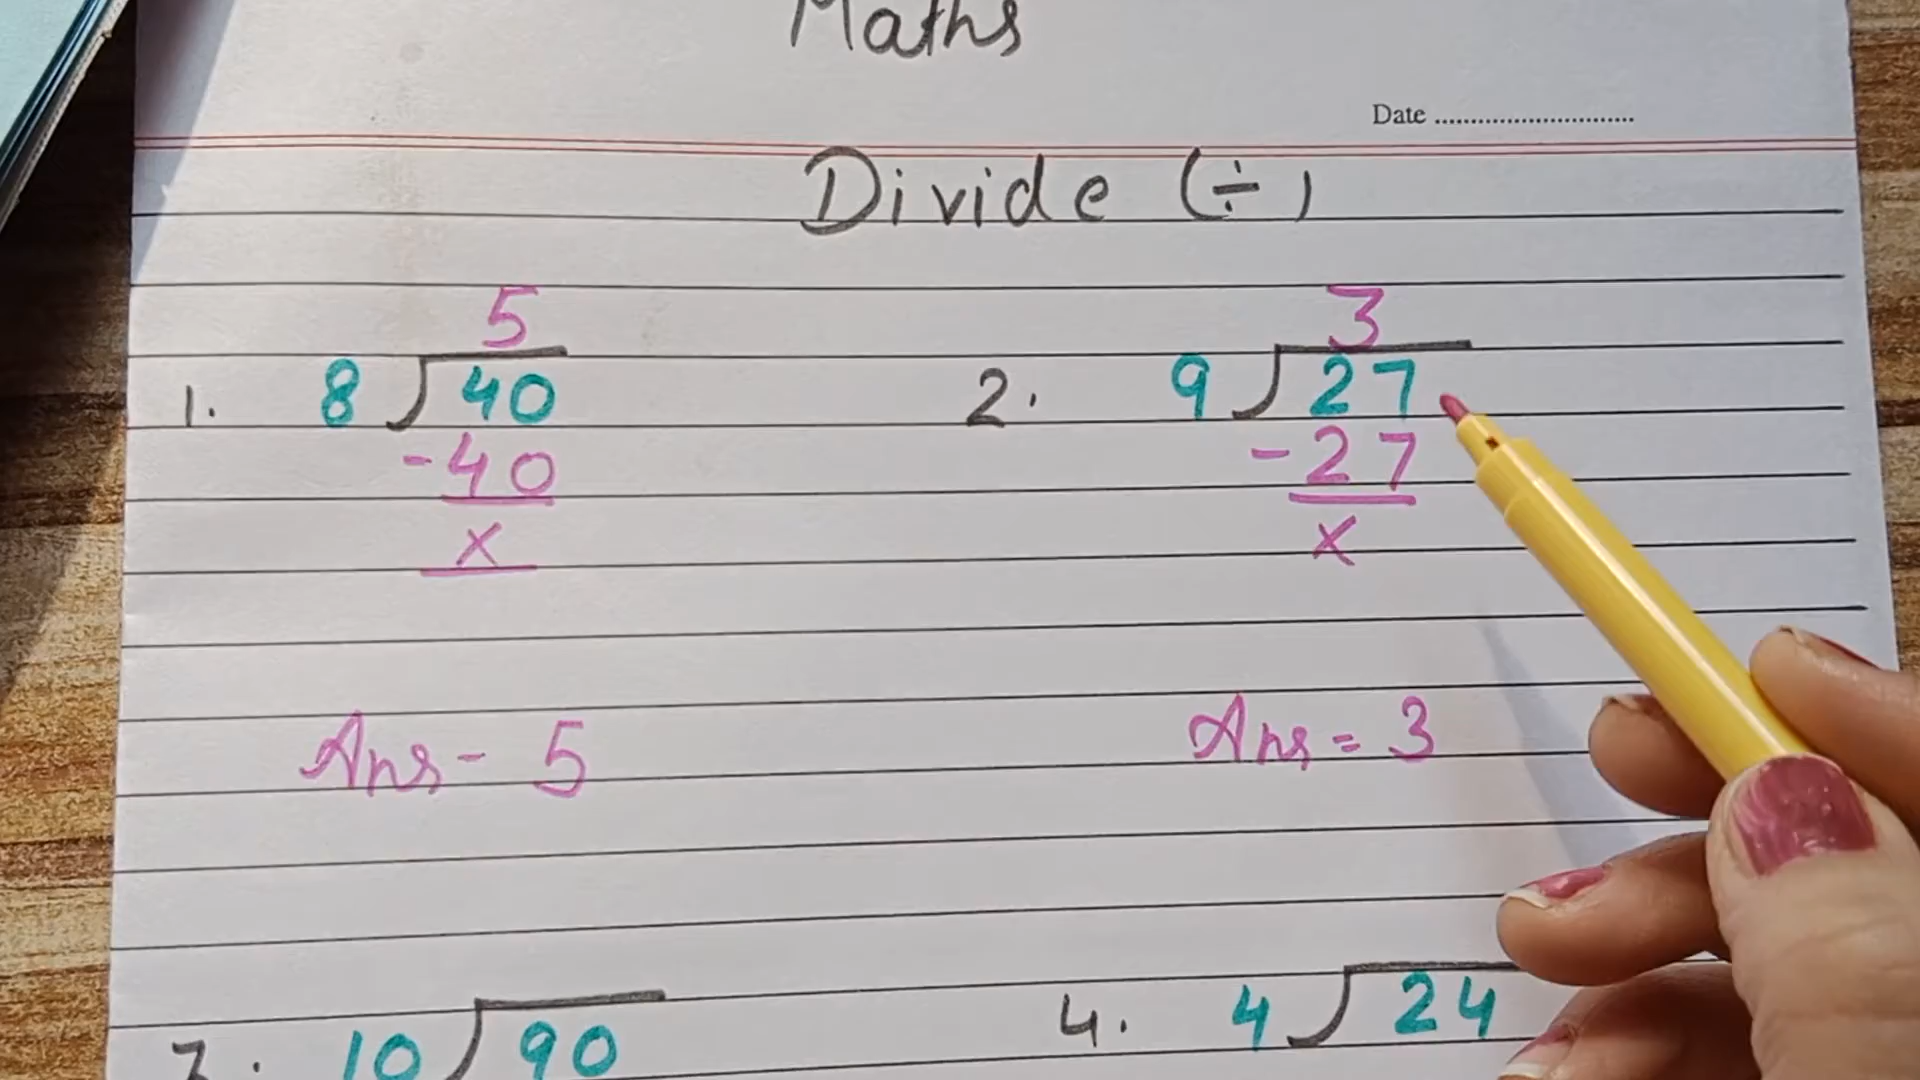 Maths
Date ............................
Divide (÷)
5
1. 8 ) 40
- 40
x
Ans - 5
3
2. 9 ) 27
- 27
x
Ans = 3
3. 10 ) 90
4. 4 ) 24